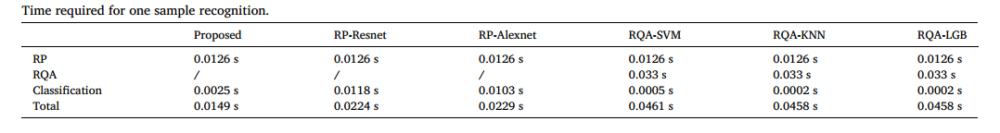 Time required for one sample recognition.
Proposed RP-Resnet RP-Alexnet RQA-SVM RQA-KNN RQA-LGB
RP 0.0126 s 0.0126 s 0.0126 s 0.0126 s 0.0126 s 0.0126 s
RQA / / / 0.033 s 0.033 s 0.033 s
Classification 0.0025 s 0.0118 s 0.0103 s 0.0005 s 0.0002 s 0.0002 s
Total 0.0149 s 0.0224 s 0.0229 s 0.0461 s 0.0458 s 0.0458 s